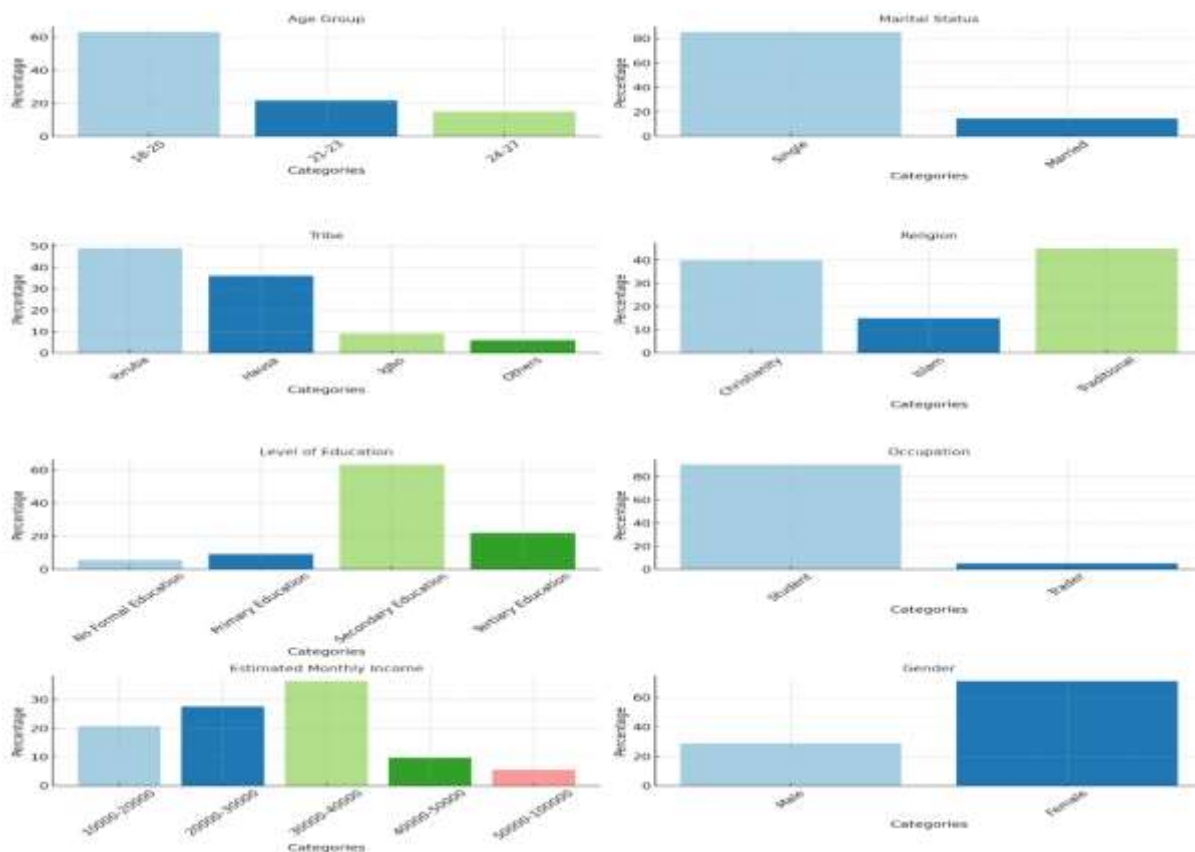 Age Group
Percentage
60
40
20
0
18-20
21-23
24-27
Categories
Marital Status
Percentage
80
60
40
20
0
Single
Married
Categories
Tribe
Percentage
50
40
30
20
10
0
Yoruba
Hausa
Igbo
Others
Categories
Religion
Percentage
40
30
20
10
0
Christianity
Islam
Traditional
Categories
Level of Education
Percentage
60
40
20
0
No Formal Education
Primary Education
Secondary Education
Tertiary Education
Categories
Occupation
Percentage
80
60
40
20
0
Student
Trader
Categories
Estimated Monthly Income
Percentage
30
20
10
0
10000-20000
20000-30000
30000-40000
40000-50000
50000-100000
Categories
Gender
Percentage
60
40
20
0
Male
Female
Categories